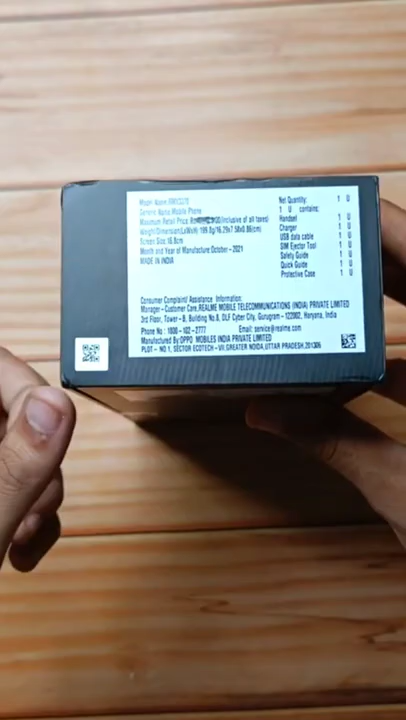 Model Name:RMX3370
Generic Name:Mobile Phone
Maximum Retail Price: (Inclusive of all taxes)
Weight/Dimension(LxWxH): 199.8g/16.29x7.58x0.86(cm)
Screen Size:16.8cm
Month and Year of Manufacture:October - 2021
MADE IN INDIA
Net Quantity: 1 U
1 U contains:
Handset 1 U
Charger 1 U
USB data cable 1 U
SIM Ejector Tool 1 U
Safety Guide 1 U
Quick Guide 1 U
Protective Case 1 U
Consumer Complaint Assistance Information:
Manager - Customer Care,REALME MOBILE TELECOMMUNICATIONS (INDIA) PRIVATE LIMITED
3rd Floor, Tower - B, Building No.8, DLF Cyber City, Gurugram - 122002, Haryana, India
Phone No : 1800 - 102 - 2777 Email: service@realme.com
Manufactured By:OPPO MOBILES INDIA PRIVATE LIMITED
PLOT - NO.1, SECTOR ECOTECH - VII,GREATER NOIDA,UTTAR PRADESH.201306